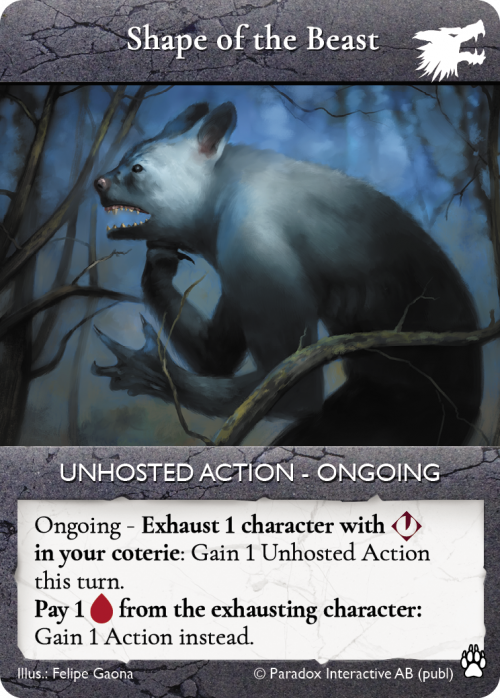 Shape of the Beast
UNHOSTED ACTION - ONGOING
Ongoing - Exhaust 1 character with
in your coterie: Gain 1 Unhosted Action
this turn.
Pay 1 from the exhausting character:
Gain 1 Action instead.
Illus.: Felipe Gaona © Paradox Interactive AB (publ)